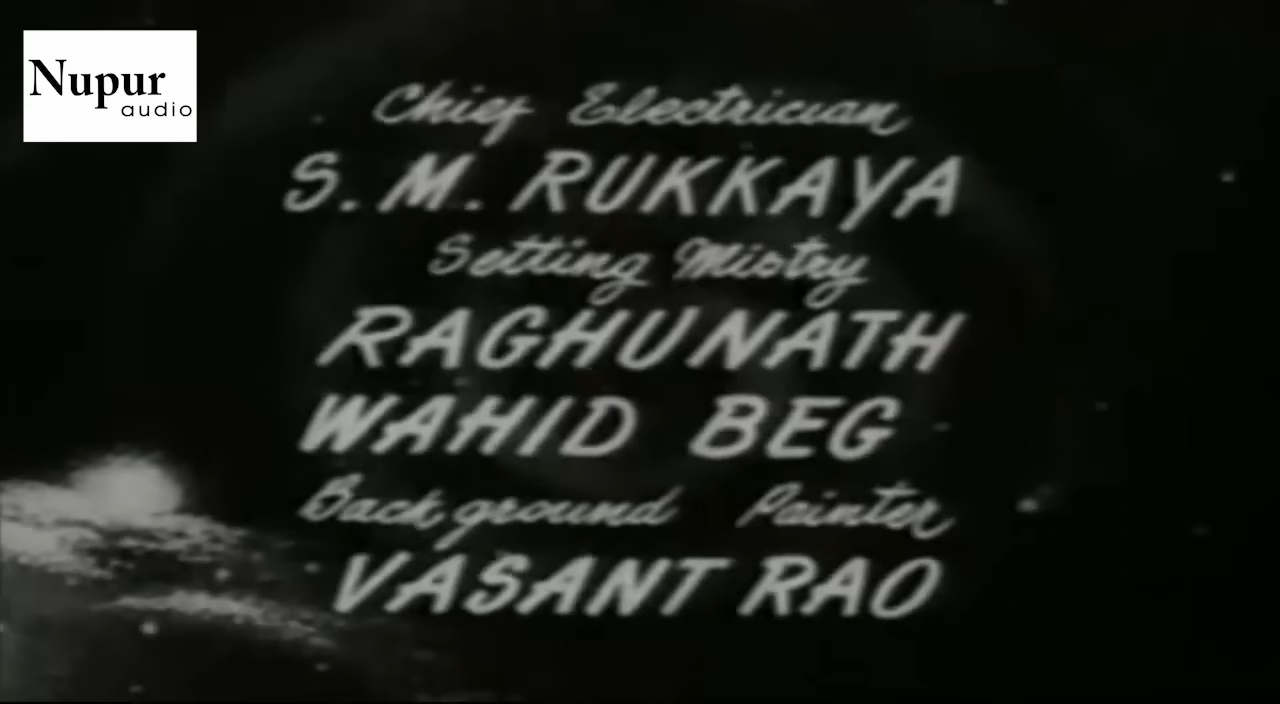 Nupur
audio
Chief Electrician
S. M. RUKKAYA
Setting Mistry
RAGHUNATH
WAHID BEG
Background Painter
VASANT RAO